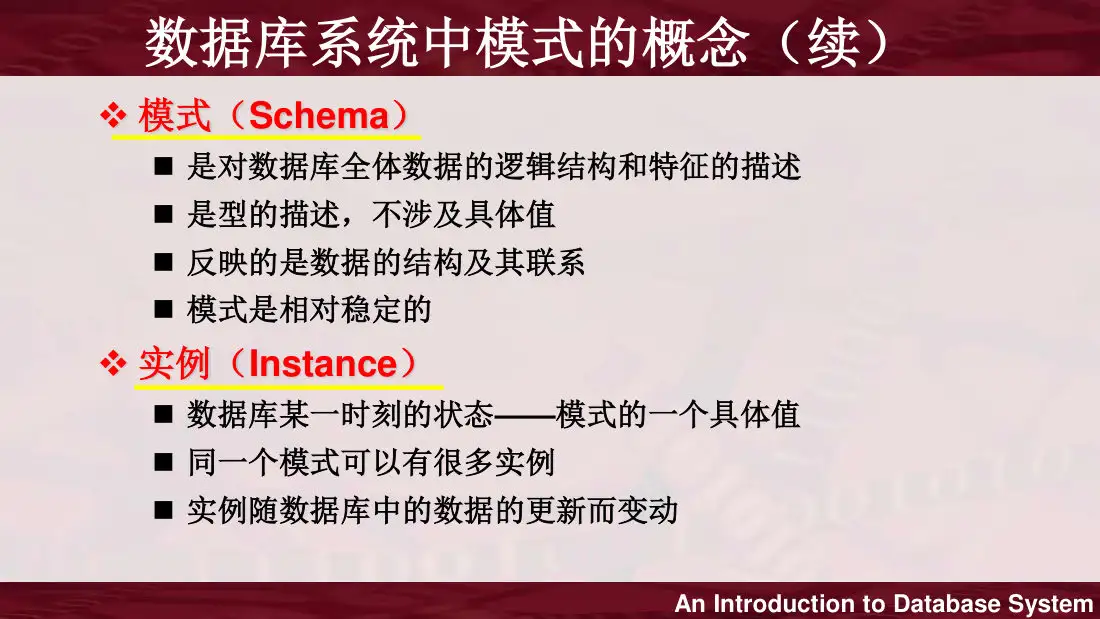 数据库系统中模式的概念（续）
❖ 模式（Schema）
■ 是对数据库全体数据的逻辑结构和特征的描述
■ 是型的描述，不涉及具体值
■ 反映的是数据的结构及其联系
■ 模式是相对稳定的
❖ 实例（Instance）
■ 数据库某一时刻的状态——模式的一个具体值
■ 同一个模式可以有很多实例
■ 实例随数据库中的数据的更新而变动
An Introduction to Database System